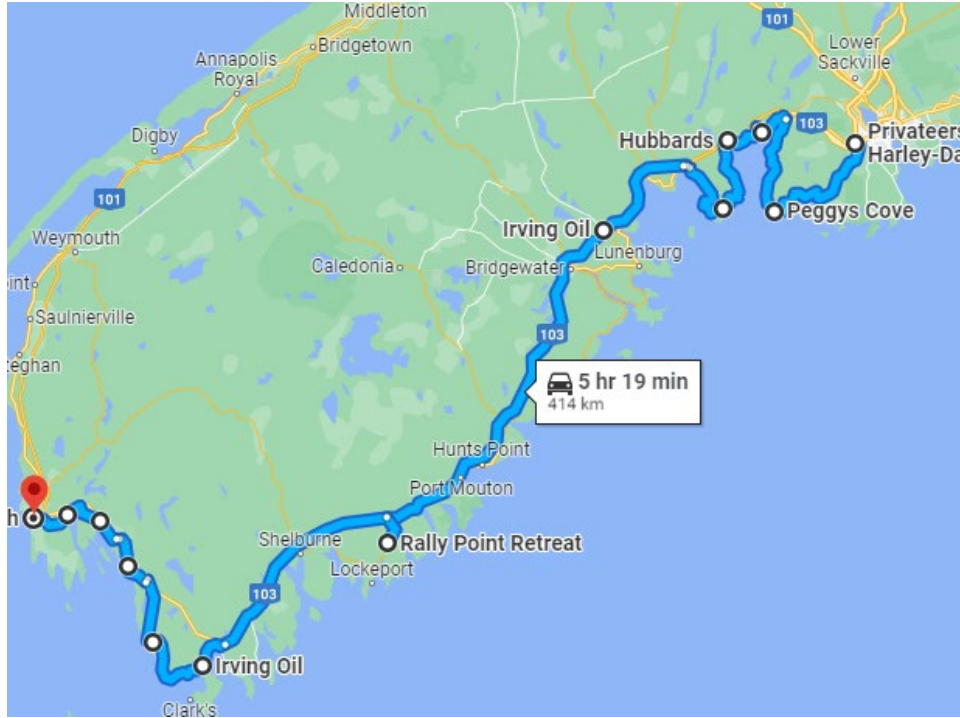 Middleton
101
Bridgetown
Lower
Sackville
Annapolis
Royal
103
Privateers
Harley-Da
Hubbards
Digby
101
Peggys Cove
Irving Oil
Weymouth
Lunenburg
Caledonia
Bridgewater
int
Saulnierville
103
teghan
5 hr 19 min
414 km
Hunts Point
Port Mouton
h
Shelburne
Rally Point Retreat
Lockeport
103
Irving Oil
Clark's